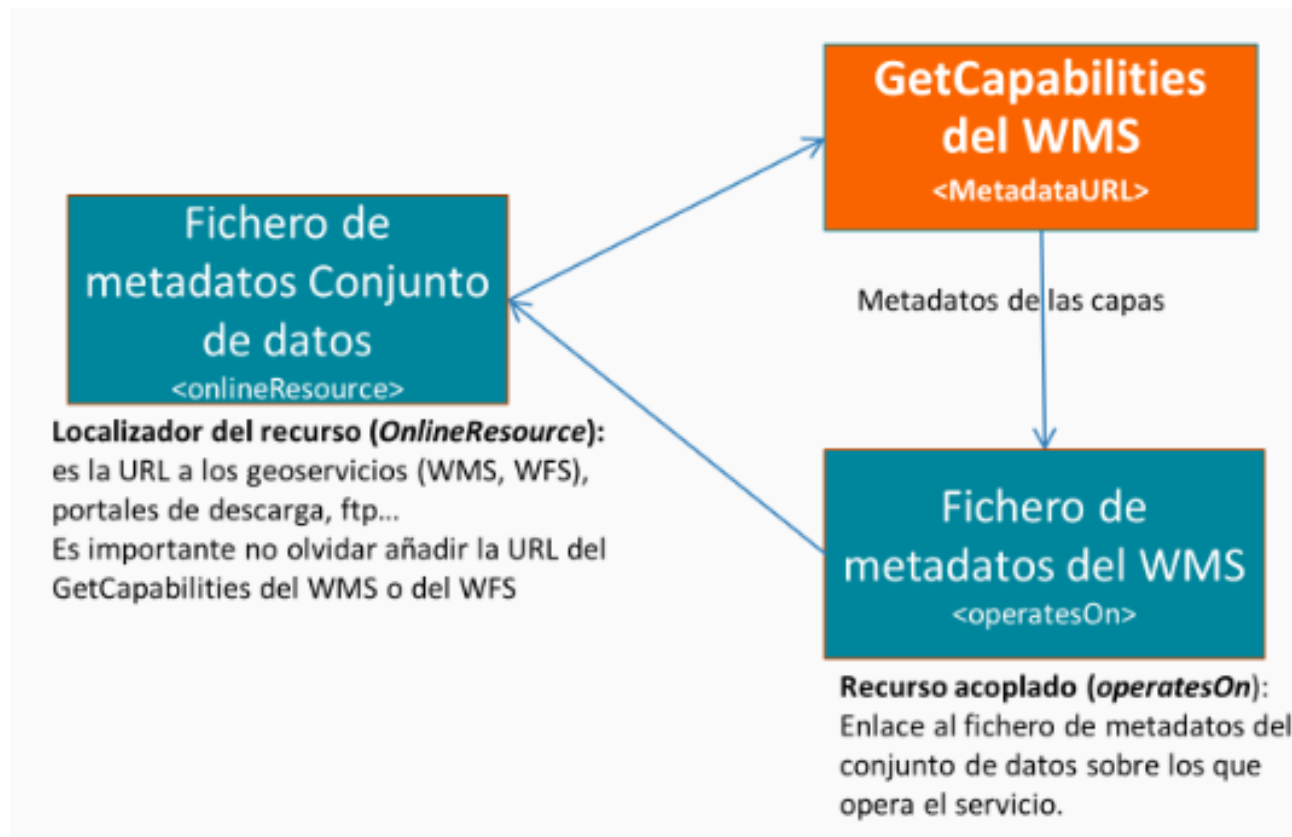 GetCapabilities
del WMS
<MetadataURL>
Fichero de
metadatos Conjunto
de datos
<onlineResource>
Metadatos de las capas
Localizador del recurso (OnlineResource):
es la URL a los geoservicios (WMS, WFS),
portales de descarga, ftp...
Es importante no olvidar añadir la URL del
GetCapabilities del WMS o del WFS
Fichero de
metadatos del WMS
<operatesOn>
Recurso acoplado (operatesOn):
Enlace al fichero de metadatos del
conjunto de datos sobre los que
opera el servicio.